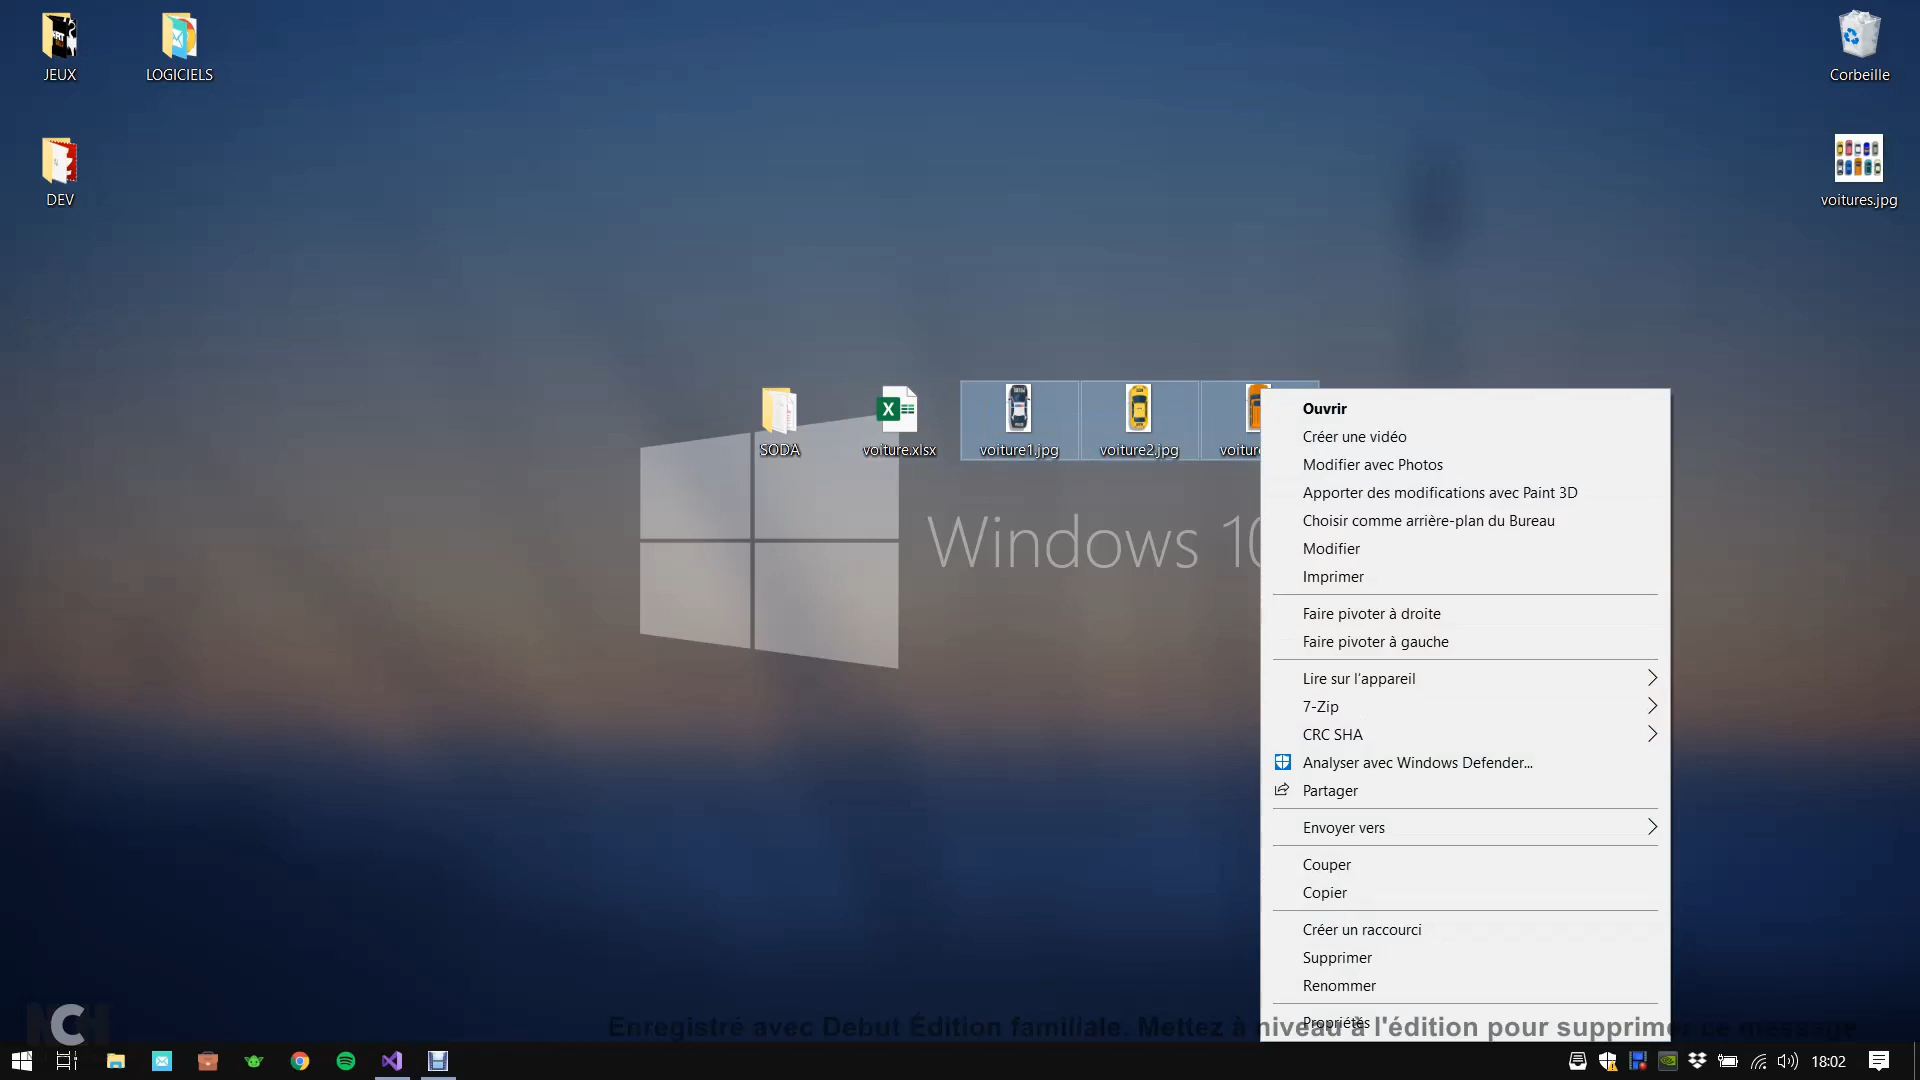 JEUX
LOGICIELS
Corbeille
DEV
voitures.jpg
SODA
voiture.xlsx
voiture1.jpg
voiture2.jpg
Windows 10
Ouvrir
Créer une vidéo
Modifier avec Photos
Apporter des modifications avec Paint 3D
Choisir comme arrière-plan du Bureau
Modifier
Imprimer
Faire pivoter à droite
Faire pivoter à gauche
Lire sur l'appareil
7-Zip
CRC SHA
Analyser avec Windows Defender...
Partager
Envoyer vers
Couper
Copier
Créer un raccourci
Supprimer
Renommer
Propriétés
Enregistré avec Debut Édition familiale. Mettez à niveau à l'édition pour supprimer ce message
NCH
18:02